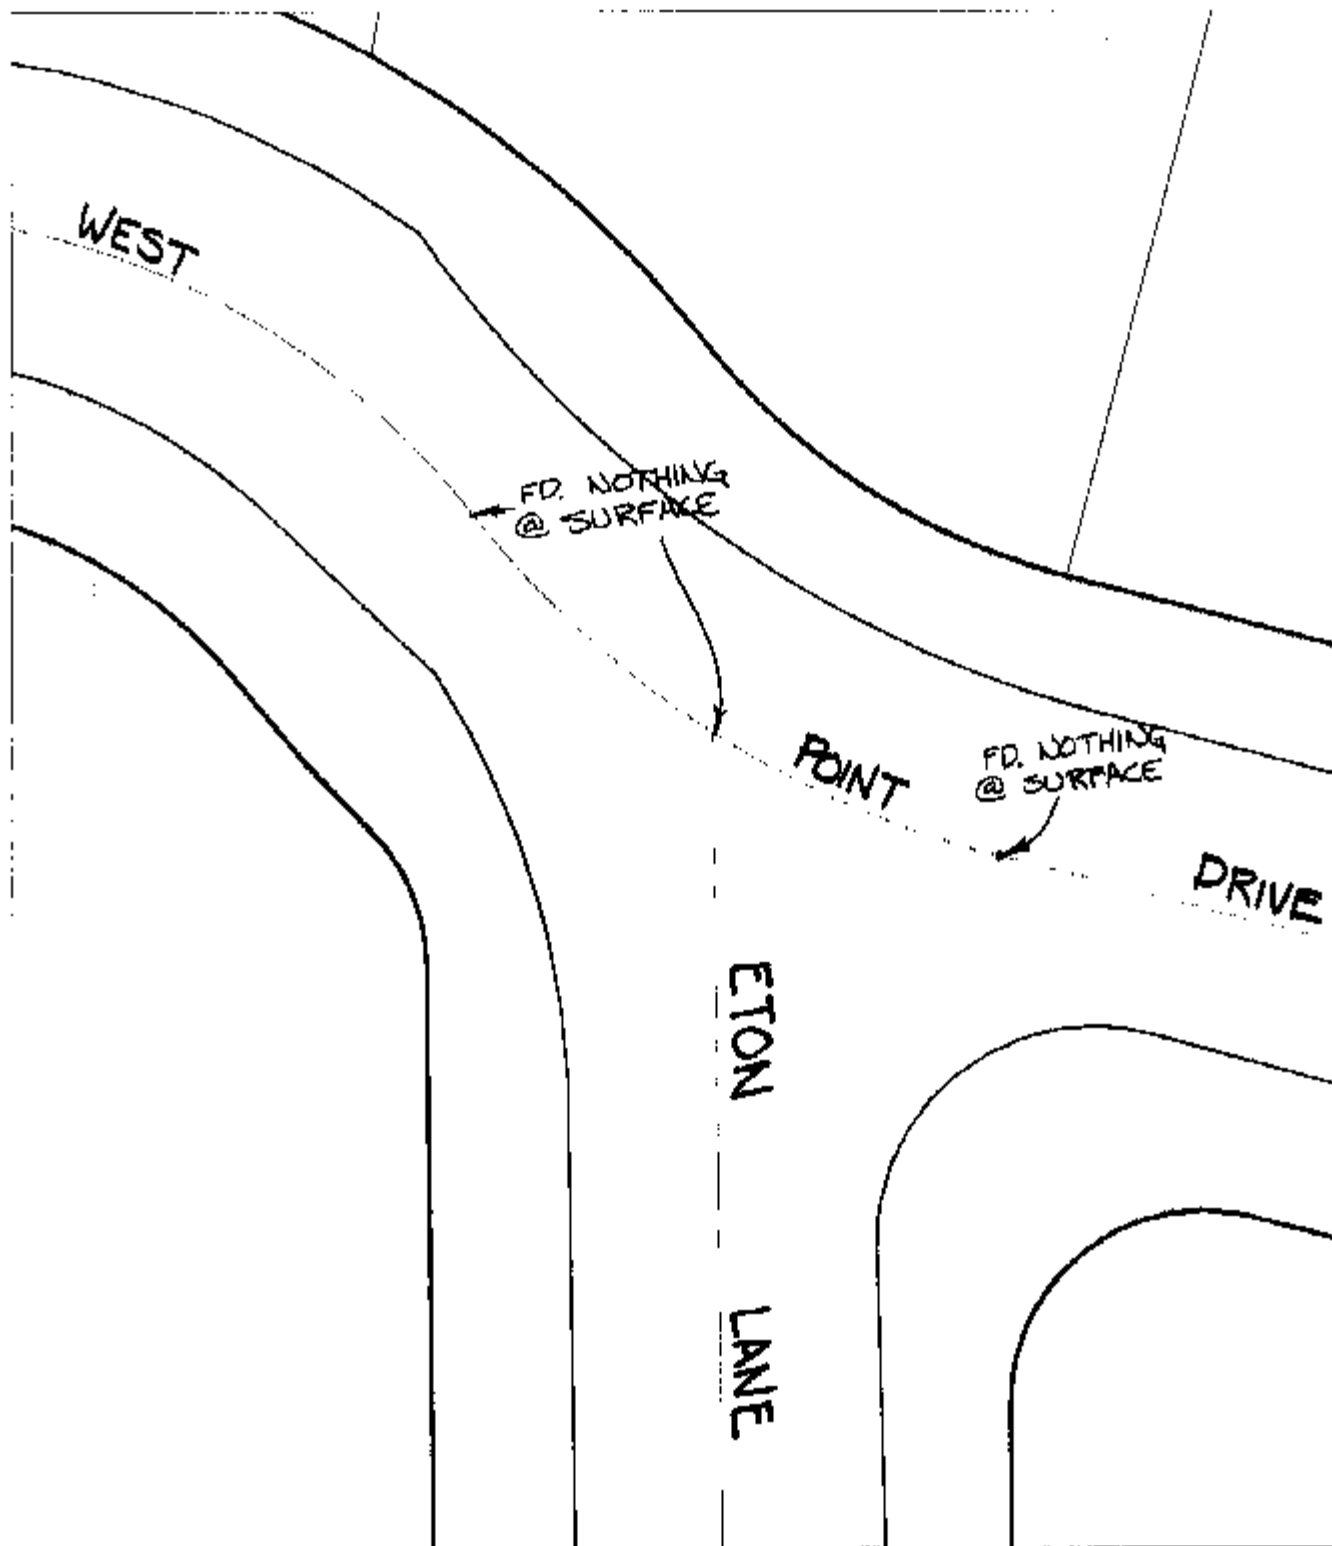 WEST
FD. NOTHING
@ SURFACE
POINT
FD. NOTHING
@ SURFACE
DRIVE
ETON
LANE